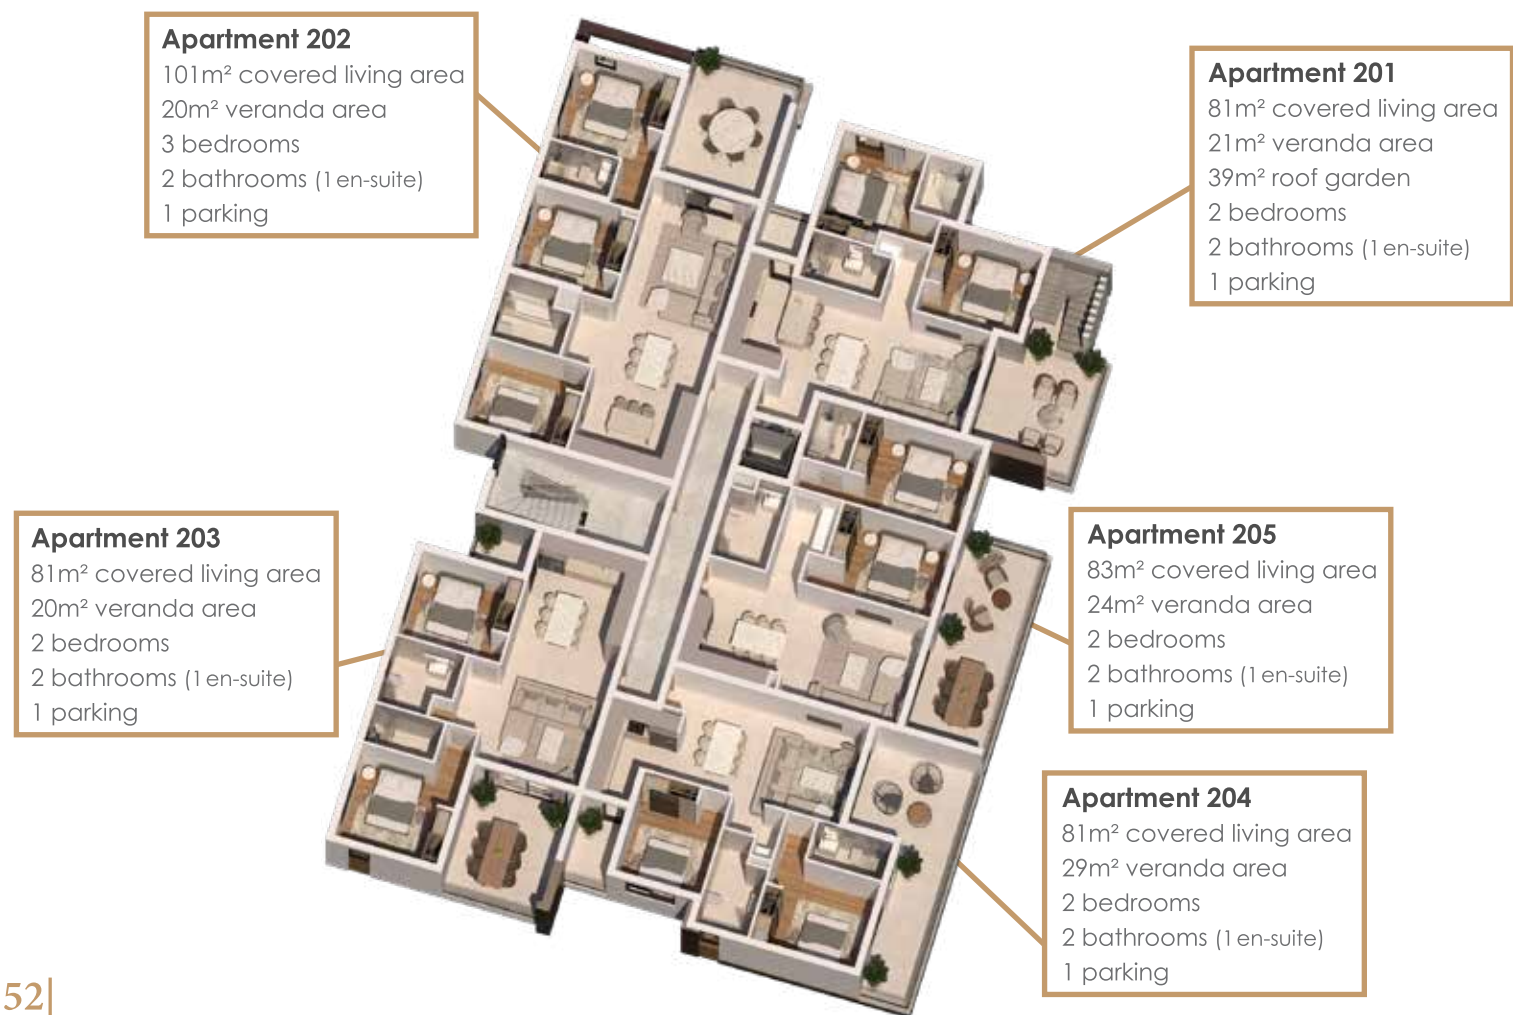 Apartment 202
101m² covered living area
20m² veranda area
3 bedrooms
2 bathrooms (1 en-suite)
1 parking
Apartment 201
81m² covered living area
21m² veranda area
39m² roof garden
2 bedrooms
2 bathrooms (1 en-suite)
1 parking
Apartment 203
81m² covered living area
20m² veranda area
2 bedrooms
2 bathrooms (1 en-suite)
1 parking
Apartment 205
83m² covered living area
24m² veranda area
2 bedrooms
2 bathrooms (1 en-suite)
1 parking
Apartment 204
81m² covered living area
29m² veranda area
2 bedrooms
2 bathrooms (1 en-suite)
1 parking
52|